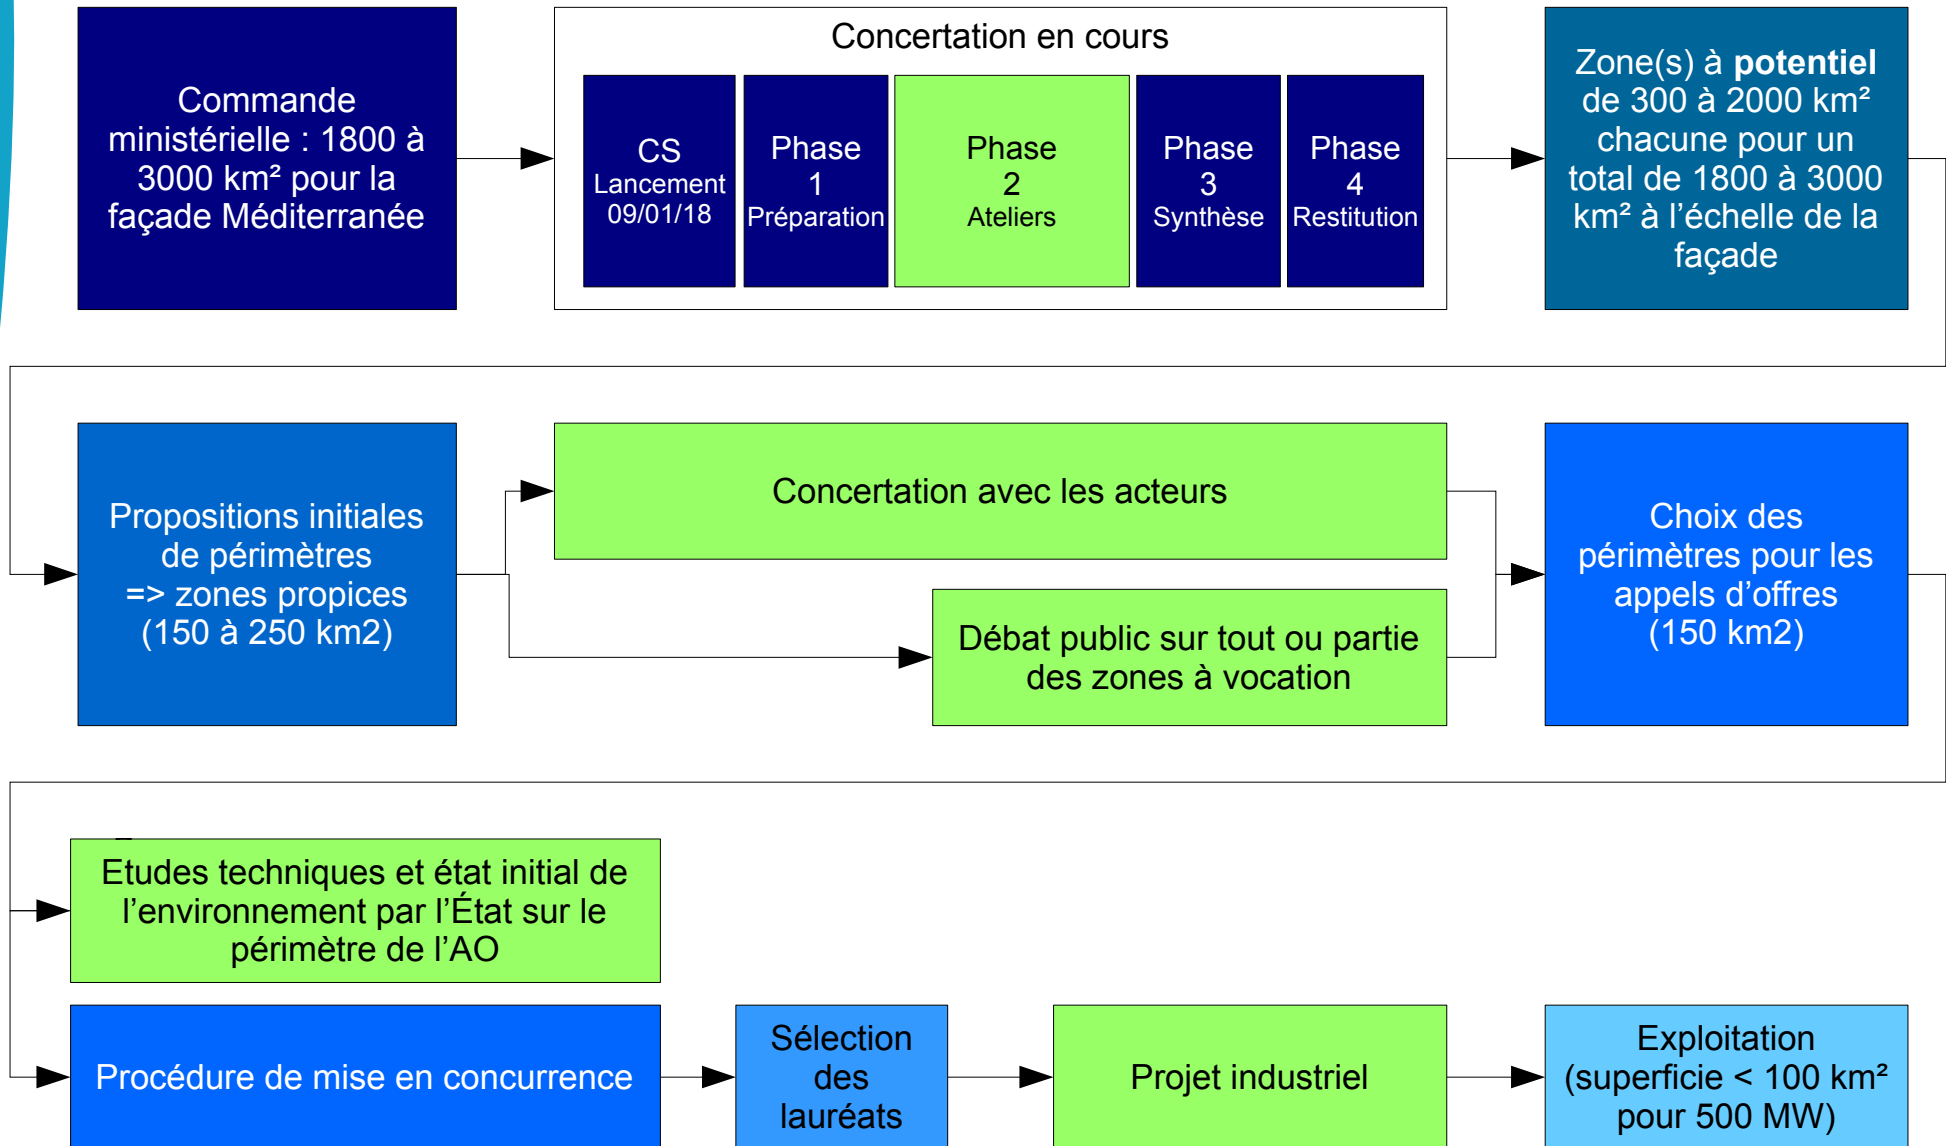 Commande
ministérielle : 1800 à
3000 km² pour la
façade Méditerranée
Concertation en cours
CS
Lancement
09/01/18
Phase
1
Préparation
Phase
2
Ateliers
Phase
3
Synthèse
Phase
4
Restitution
Zone(s) à potentiel
de 300 à 2000 km²
chacune pour un
total de 1800 à 3000
km² à l’échelle de la
façade
Propositions initiales
de périmètres
=> zones propices
(150 à 250 km2)
Concertation avec les acteurs
Débat public sur tout ou partie
des zones à vocation
Choix des
périmètres pour les
appels d’offres
(150 km2)
Etudes techniques et état initial de
l’environnement par l’État sur le
périmètre de l’AO
Procédure de mise en concurrence
Sélection
des
lauréats
Projet industriel
Exploitation
(superficie < 100 km²
pour 500 MW)